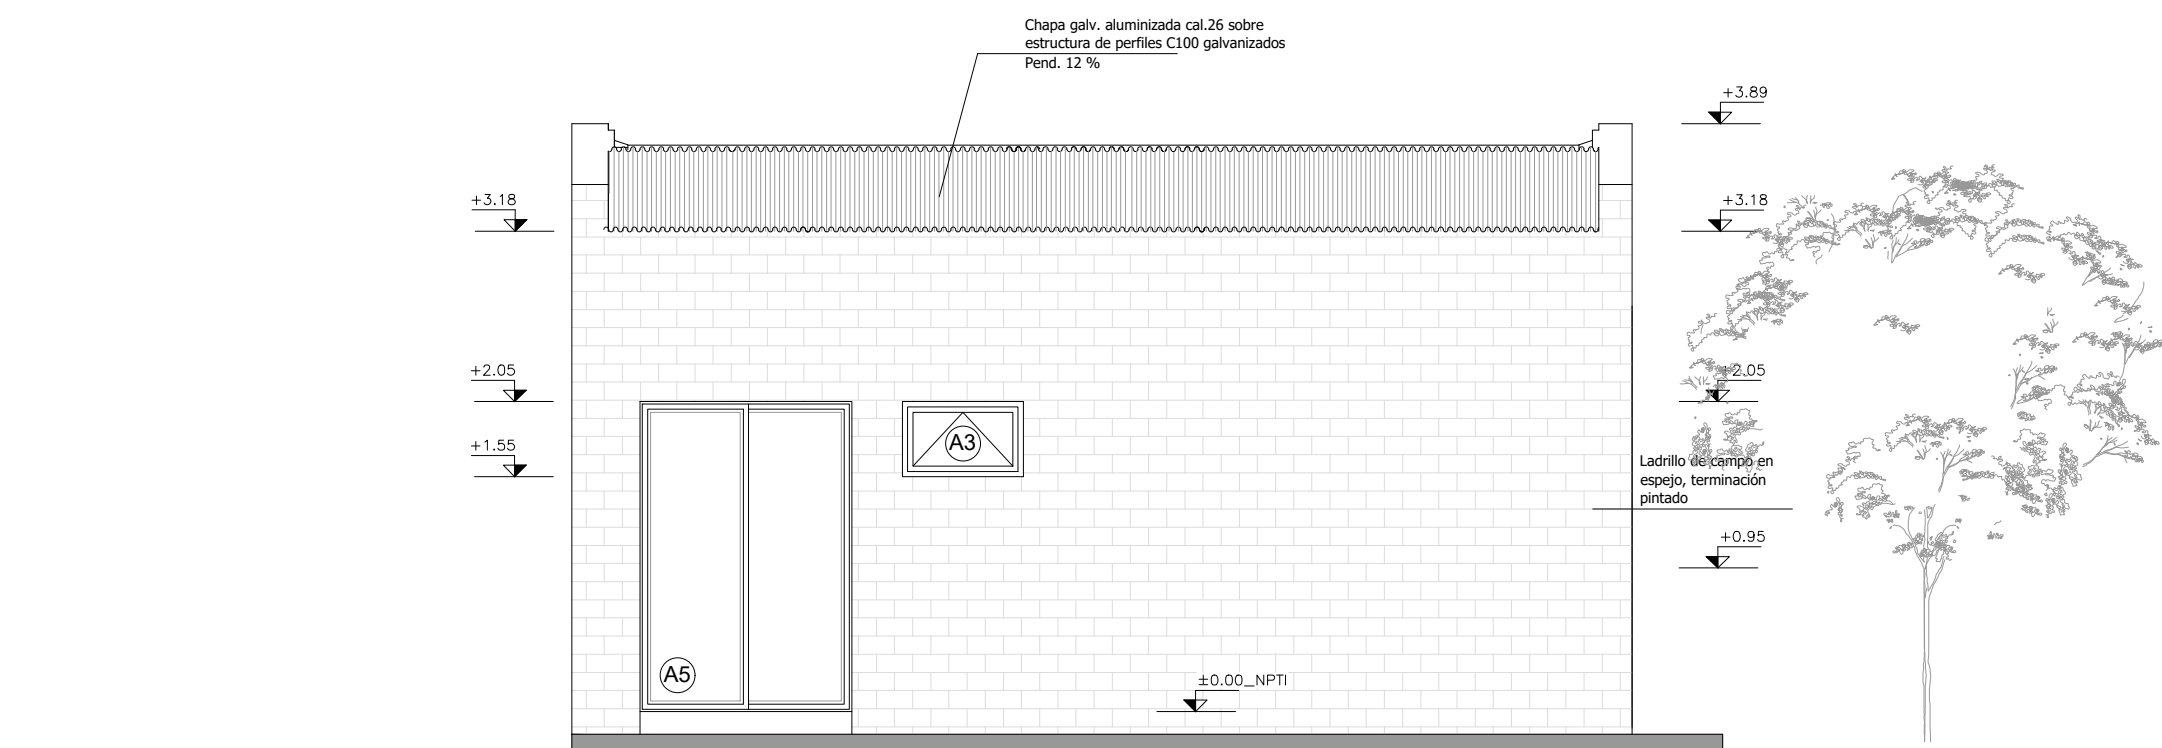 Chapa galv. aluminizada cal.26 sobre
estructura de perfiles C100 galvanizados
Pend. 12 %
+3.89
+3.18
+3.18
+2.05
+2.05
+1.55
A3
Ladrillo de campo en
espejo, terminación
pintado
+0.95
A5
±0.00_NPTI